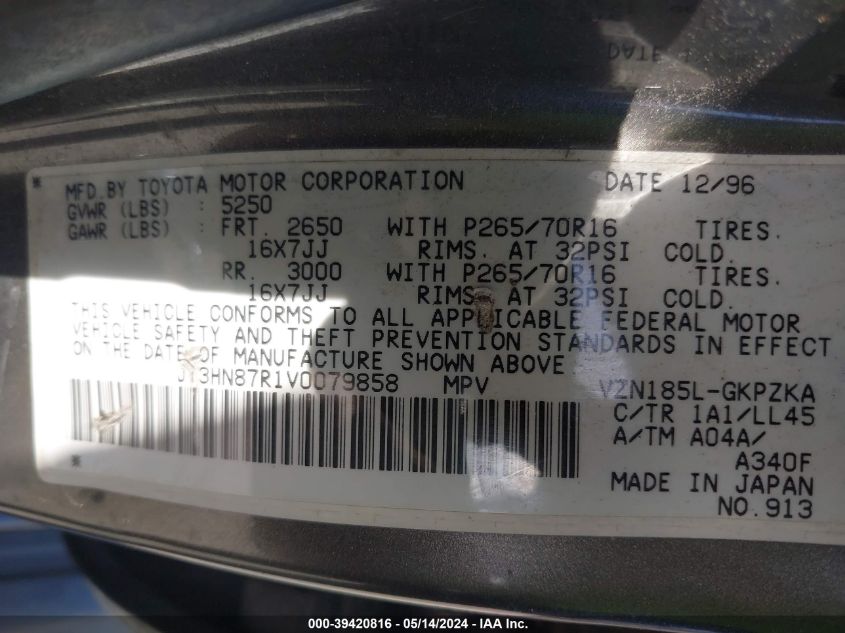 MFD.BY TOYOTA MOTOR CORPORATION DATE 12/96
GVWR (LBS) : 5250
GAWR (LBS) : FRT. 2650 WITH P265/70R16 TIRES.
16X7JJ RIMS. AT 32PSI COLD.
RR. 3000 WITH P265/70R16 TIRES.
16X7JJ RIMS. AT 32PSI COLD.
THIS VEHICLE CONFORMS TO ALL APPLICABLE FEDERAL MOTOR
VEHICLE SAFETY AND THEFT PREVENTION STANDARDS IN EFFECT
ON THE DATE OF MANUFACTURE SHOWN ABOVE
3HN87R1V0079858 MPV VZN185L-GKPZKA
C/TR 1A1/LL45
A/TM A04A/
A340F
MADE IN JAPAN
NO.913
000-39420816 - 05/14/2024 - IAA Inc.